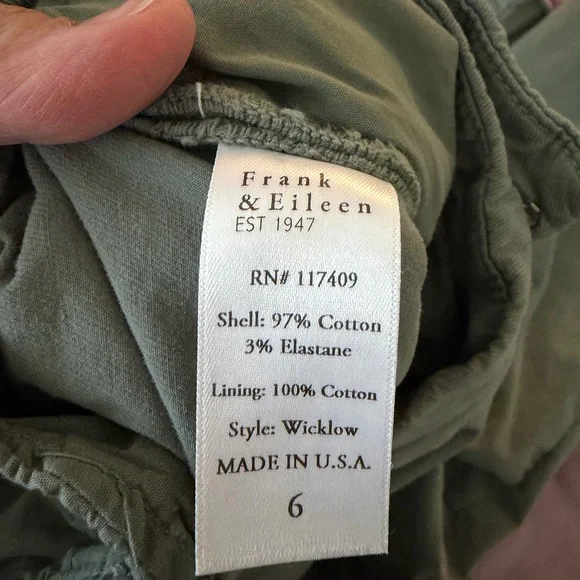 Frank
& Eileen
EST 1947
RN# 117409
Shell: 97% Cotton
3% Elastane
Lining: 100% Cotton
Style: Wicklow
MADE IN U.S.A.
6